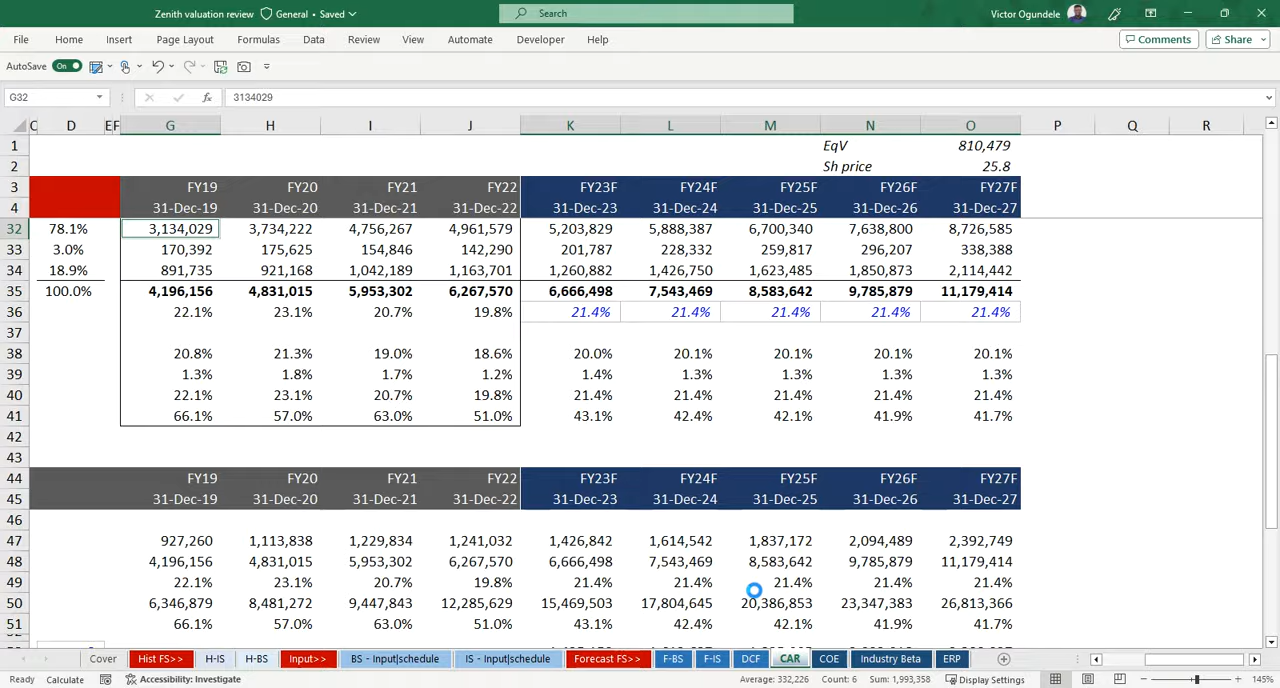 Zenith valuation review General • Saved Search Victor Ogundele
File Home Insert Page Layout Formulas Data Review View Automate Developer Help Comments Share
AutoSave On
G32 fx 3134029
C D E F G H I J K L M N O P Q R
1 EqV 810,479
2 Sh price 25.8
3 FY19 FY20 FY21 FY22 FY23F FY24F FY25F FY26F FY27F
4 31-Dec-19 31-Dec-20 31-Dec-21 31-Dec-22 31-Dec-23 31-Dec-24 31-Dec-25 31-Dec-26 31-Dec-27
32 78.1% 3,134,029 3,734,222 4,756,267 4,961,579 5,203,829 5,888,387 6,700,340 7,638,800 8,726,585
33 3.0% 170,392 175,625 154,846 142,290 201,787 228,332 259,817 296,207 338,388
34 18.9% 891,735 921,168 1,042,189 1,163,701 1,260,882 1,426,750 1,623,485 1,850,873 2,114,442
35 100.0% 4,196,156 4,831,015 5,953,302 6,267,570 6,666,498 7,543,469 8,583,642 9,785,879 11,179,414
36 22.1% 23.1% 20.7% 19.8% 21.4% 21.4% 21.4% 21.4% 21.4%
37
38 20.8% 21.3% 19.0% 18.6% 20.0% 20.1% 20.1% 20.1% 20.1%
39 1.3% 1.8% 1.7% 1.2% 1.4% 1.3% 1.3% 1.3% 1.3%
40 22.1% 23.1% 20.7% 19.8% 21.4% 21.4% 21.4% 21.4% 21.4%
41 66.1% 57.0% 63.0% 51.0% 43.1% 42.4% 42.1% 41.9% 41.7%
42
43
44 FY19 FY20 FY21 FY22 FY23F FY24F FY25F FY26F FY27F
45 31-Dec-19 31-Dec-20 31-Dec-21 31-Dec-22 31-Dec-23 31-Dec-24 31-Dec-25 31-Dec-26 31-Dec-27
46
47 927,260 1,113,838 1,229,834 1,241,032 1,426,842 1,614,542 1,837,172 2,094,489 2,392,749
48 4,196,156 4,831,015 5,953,302 6,267,570 6,666,498 7,543,469 8,583,642 9,785,879 11,179,414
49 22.1% 23.1% 20.7% 19.8% 21.4% 21.4% 21.4% 21.4% 21.4%
50 6,346,879 8,481,272 9,447,843 12,285,629 15,469,503 17,804,645 20,386,853 23,347,383 26,813,366
51 66.1% 57.0% 63.0% 51.0% 43.1% 42.4% 42.1% 41.9% 41.7%
Cover Hist FS>> H-IS H-BS Input>> BS - Input|schedule IS - Input|schedule Forecast FS>> F-BS F-IS DCF CAR COE Industry Beta ERP
Ready Calculate Accessibility: Investigate Average: 332,226 Count: 6 Sum: 1,993,358 Display Settings 145%